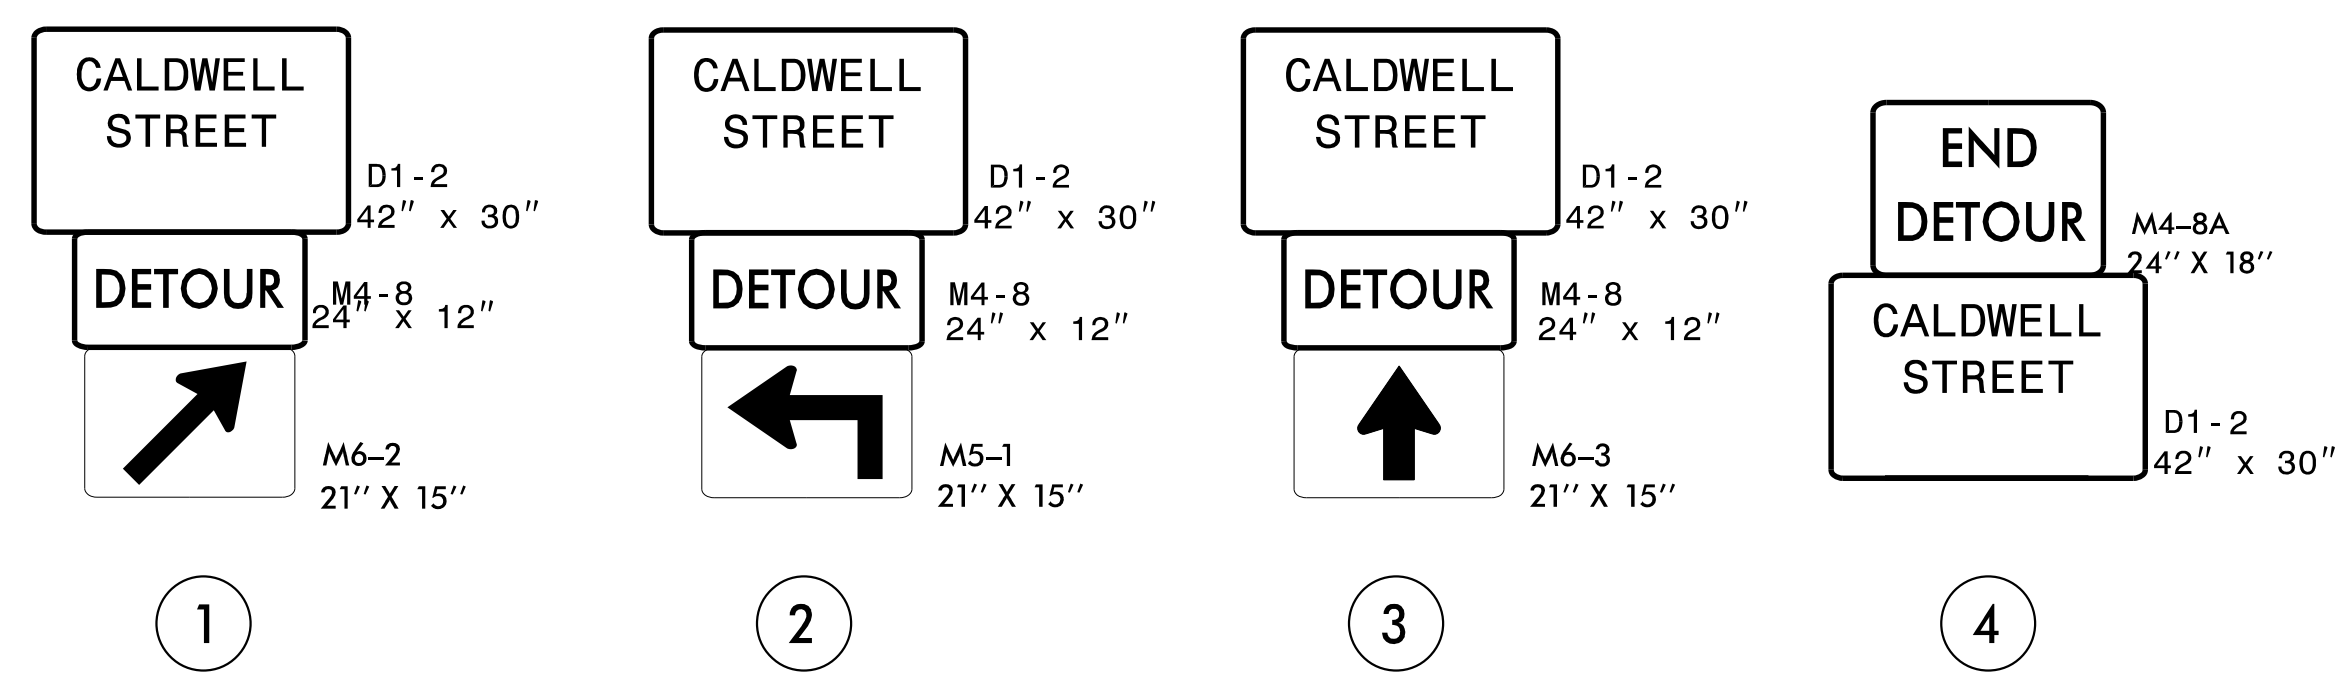 CALDWELL
STREET
D1-2
42" x 30"
DETOUR
M4-8
24" x 12"
M6-2
21'' X 15''
1
CALDWELL
STREET
D1-2
42" x 30"
DETOUR
M4-8
24" x 12"
M5-1
21'' X 15''
2
CALDWELL
STREET
D1-2
42" x 30"
DETOUR
M4-8
24" x 12"
M6-3
21'' X 15''
3
END
DETOUR
M4-8A
24'' X 18''
CALDWELL
STREET
D1-2
42" x 30"
4